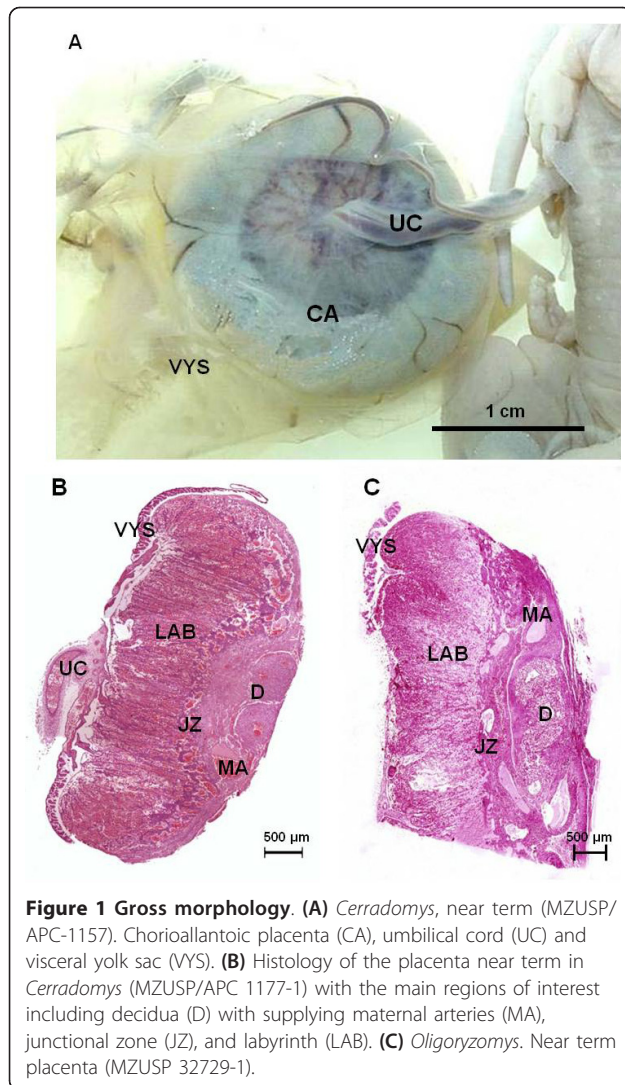 A
UC
CA
VYS
1 cm
B
C
VYS
VYS
MA
LAB
LAB
UC
D
D
JZ
JZ
MA
500 µm
500 µm
Figure 1 Gross morphology. (A) Cerradomys, near term (MZUSP/
APC-1157). Chorioallantoic placenta (CA), umbilical cord (UC) and
visceral yolk sac (VYS). (B) Histology of the placenta near term in
Cerradomys (MZUSP/APC 1177-1) with the main regions of interest
including decidua (D) with supplying maternal arteries (MA),
junctional zone (JZ), and labyrinth (LAB). (C) Oligoryzomys. Near term
placenta (MZUSP 32729-1).